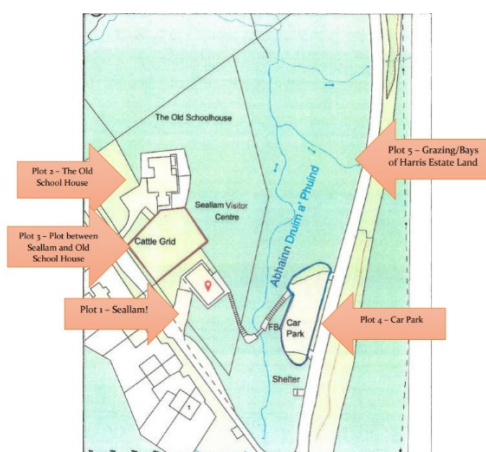 The Old Schoolhouse
Plot 2 – The Old
School House
Plot 5 – Grazing/Bays
of Harris Estate Land
Seallam Visitor
Centre
Abhainn Druim a' Phuind
Plot 3 – Plot between
Seallam and Old
School House
Cattle Grid
Plot 1 – Seallam!
FB
Car
Park
Plot 4 – Car Park
Shelter
1